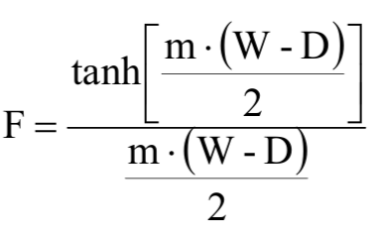 F = tanh[ m · (W - D) / 2 ] / ( m · (W - D) / 2 )